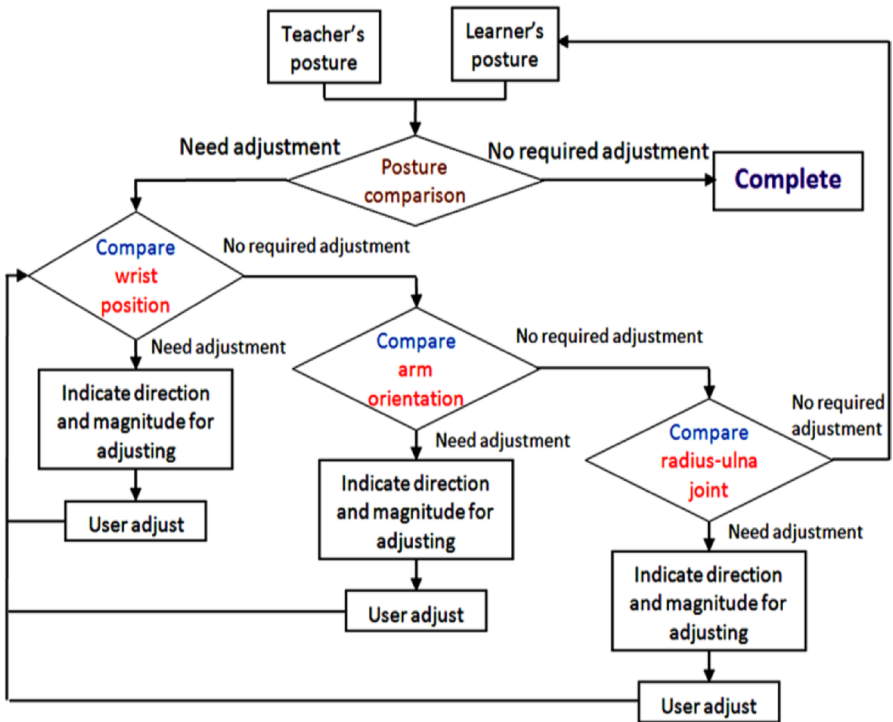 Teacher's
posture
Learner's
posture
Need adjustment
No required adjustment
Posture
comparison
Complete
Compare
wrist
position
No required adjustment
Need adjustment
Compare
arm
orientation
No required adjustment
Indicate direction
and magnitude for
adjusting
No required
adjustment
Compare
radius-ulna
joint
Need adjustment
User adjust
Indicate direction
and magnitude for
adjusting
Need adjustment
User adjust
Indicate direction
and magnitude for
adjusting
User adjust